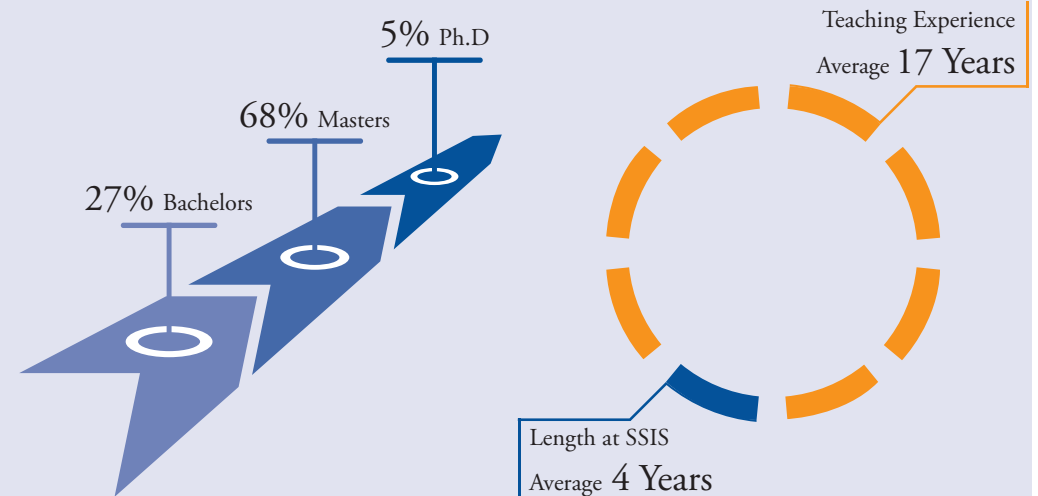 5% Ph.D
68% Masters
27% Bachelors
Teaching Experience
Average 17 Years
Length at SSIS
Average 4 Years